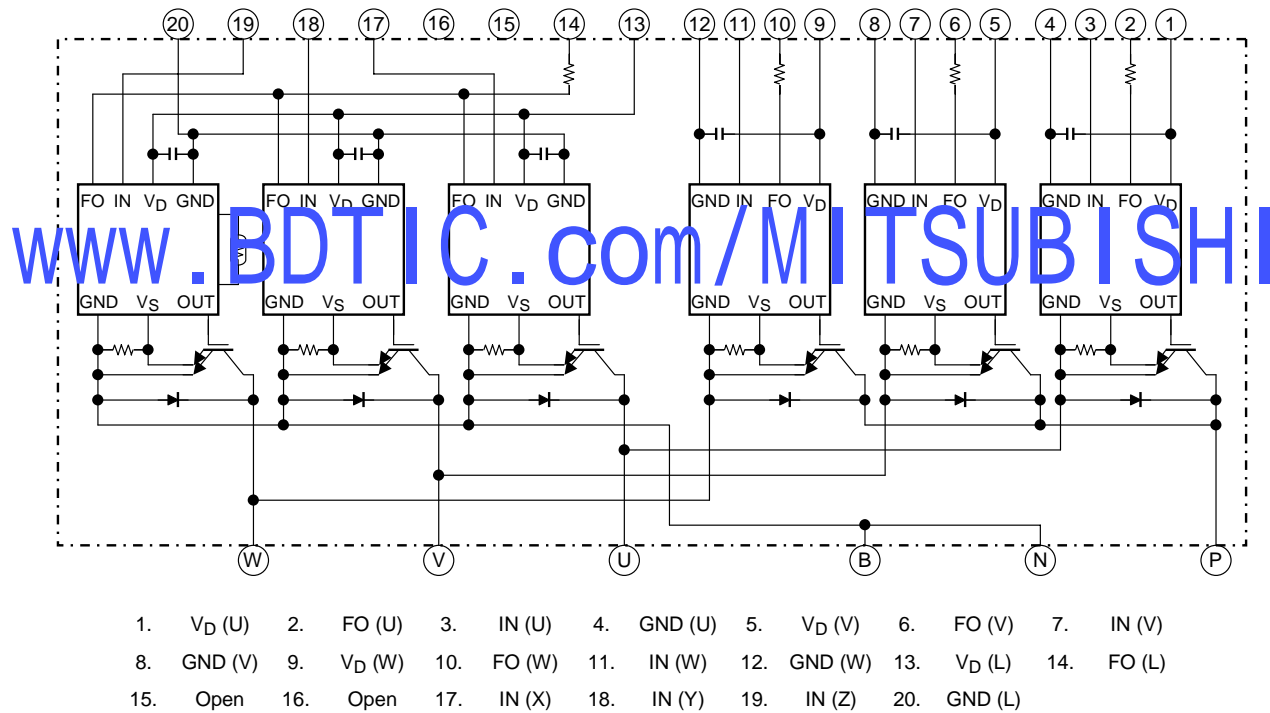 20 19 18 17 16 15 14 13 12 11 10 9 8 7 6 5 4 3 2 1
FO IN VD GND FO IN VD GND FO IN VD GND GND IN FO VD GND IN FO VD GND IN FO VD
www.BDTIC.com/MITSUBISHI
GND VS OUT GND VS OUT GND VS OUT GND VS OUT GND VS OUT GND VS OUT
W V U B N P
1. VD (U) 2. FO (U) 3. IN (U) 4. GND (U) 5. VD (V) 6. FO (V) 7. IN (V)
8. GND (V) 9. VD (W) 10. FO (W) 11. IN (W) 12. GND (W) 13. VD (L) 14. FO (L)
15. Open 16. Open 17. IN (X) 18. IN (Y) 19. IN (Z) 20. GND (L)